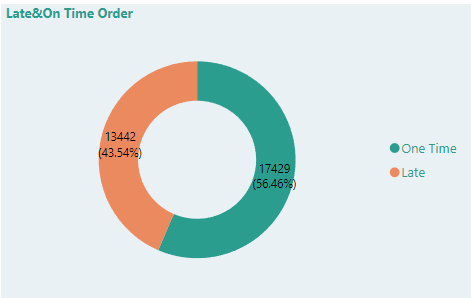 Late&On Time Order
13442
(43.54%)
17429
(56.46%)
One Time
Late